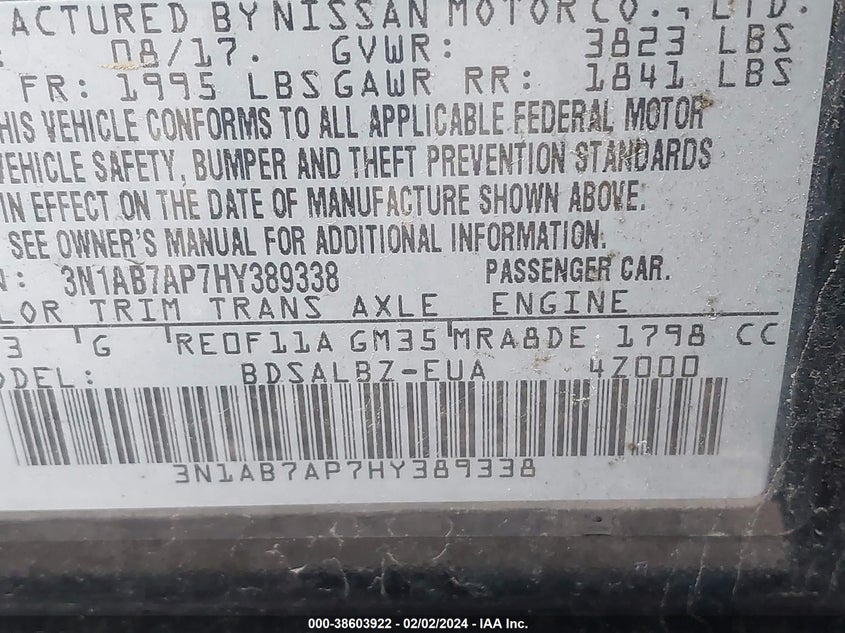 ACTURED BY NISSAN MOTOR CO., LTD.
: 08/17. GVWR: 3823 LBS
FR: 1995 LBS GAWR RR: 1841 LBS
HIS VEHICLE CONFORMS TO ALL APPLICABLE FEDERAL MOTOR
VEHICLE SAFETY, BUMPER AND THEFT PREVENTION STANDARDS
IN EFFECT ON THE DATE OF MANUFACTURE SHOWN ABOVE.
SEE OWNER'S MANUAL FOR ADDITIONAL INFORMATION.
N: 3N1AB7AP7HY389338 PASSENGER CAR.
LOR TRIM TRANS AXLE ENGINE
3 G RE0F11A GM35 MRA8DE 1798 CC
ODEL: BDSALBZ-EUA 4Z000
3N1AB7AP7HY389338
000-38603922 - 02/02/2024 - IAA Inc.